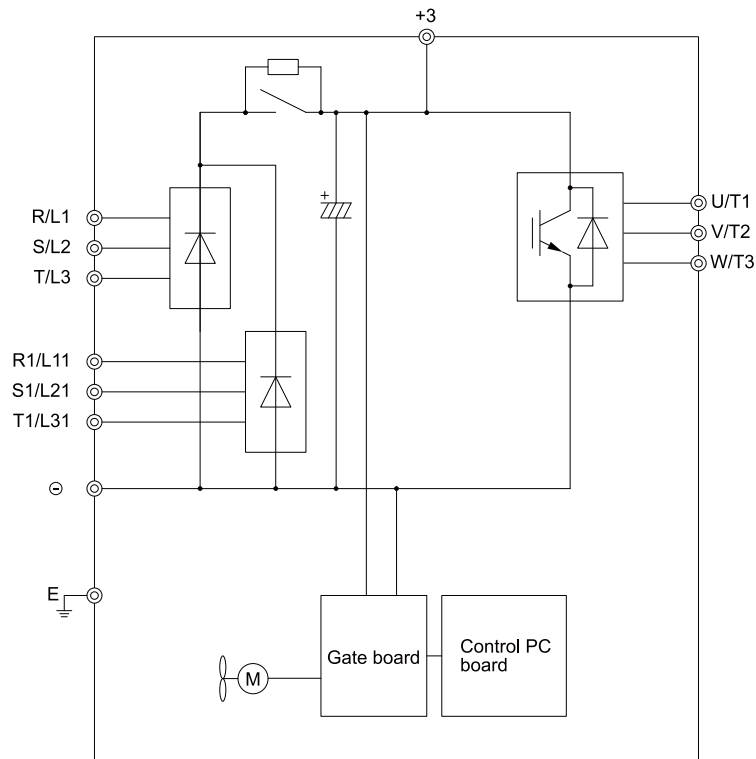 +3
R/L1
S/L2
T/L3
U/T1
V/T2
W/T3
+
R1/L11
S1/L21
T1/L31
⊖
E
Gate board
Control PC
board
M